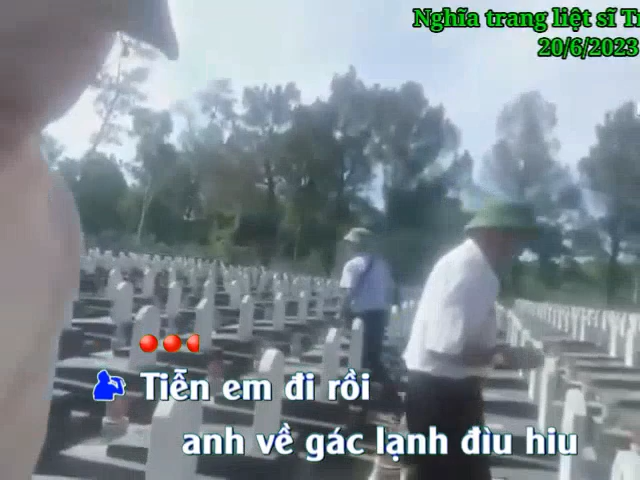 Nghĩa trang liệt sĩ
20/6/2023
Tiễn em đi rồi
anh về gác lạnh đìu hiu